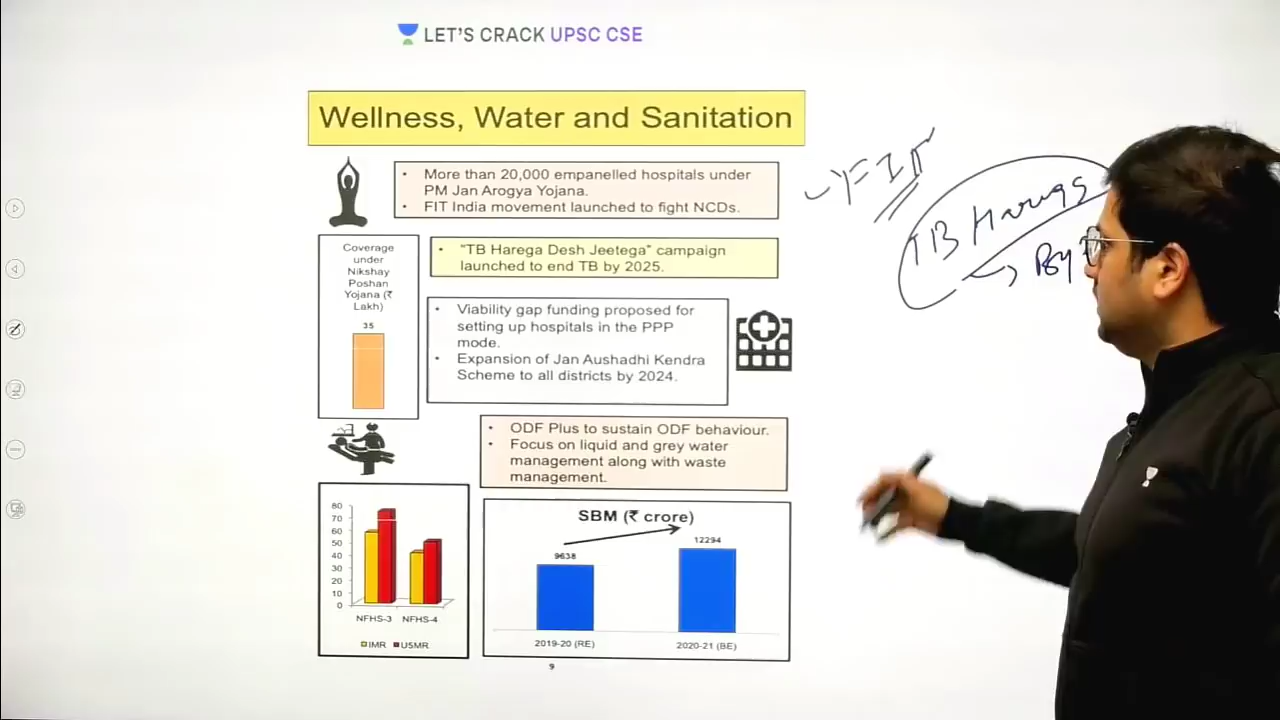 LET'S CRACK UPSC CSE
Wellness, Water and Sanitation
• More than 20,000 empanelled hospitals under
PM Jan Arogya Yojana.
• FIT India movement launched to fight NCDs.
Coverage
under
Nikshay
Poshan
Yojana (₹
Lakh)
35
• "TB Harega Desh Jeetega" campaign
launched to end TB by 2025.
• Viability gap funding proposed for
setting up hospitals in the PPP
mode.
• Expansion of Jan Aushadhi Kendra
Scheme to all districts by 2024.
• ODF Plus to sustain ODF behaviour.
• Focus on liquid and grey water
management along with waste
management.
80
70
60
50
40
30
20
10
0
NFHS-3 NFHS-4
IMR U5MR
SBM (₹ crore)
9638
12294
2019-20 (RE)
2020-21 (BE)
9
TB
By